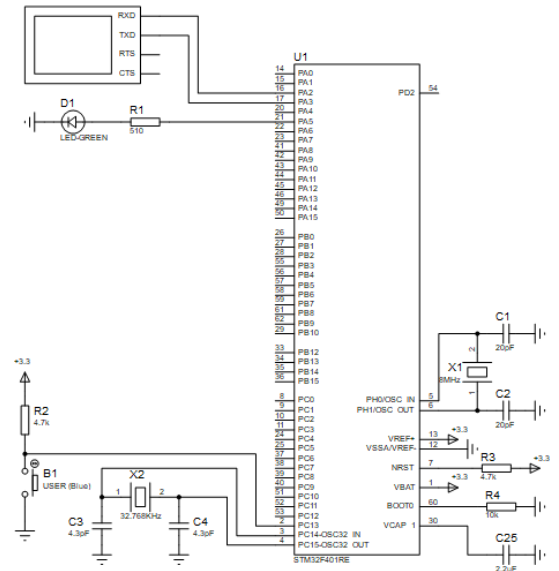 RXD
TXD
RTS
CTS
D1
LED-GREEN
R1
510
U1
14 PA0
15 PA1
16 PA2
17 PA3
20 PA4
21 PA5
22 PA6
23 PA7
41 PA8
42 PA9
43 PA10
44 PA11
45 PA12
46 PA13
49 PA14
50 PA15
PD2 54
26 PB0
27 PB1
28 PB2
55 PB3
56 PB4
57 PB5
58 PB6
59 PB7
61 PB8
62 PB9
29 PB10
33 PB12
34 PB13
35 PB14
36 PB15
8 PC0
9 PC1
10 PC2
11 PC3
24 PC4
25 PC5
37 PC6
38 PC7
39 PC8
40 PC9
51 PC10
52 PC11
53 PC12
2 PC13
3 PC14-OSC32 IN
4 PC15-OSC32 OUT
STM32F401RE
PH0/OSC IN 5
PH1/OSC OUT 6
VREF+ 13 +3.3
VSSA/VREF- 12
NRST 7
VBAT 1 +3.3
BOOT0 60
VCAP 1 30
C1
20pF
X1
8MHz
2
1
C2
20pF
R3
4.7k
+3.3
R4
10k
C25
2.2uF
+3.3
R2
4.7k
B1
USER (Blue)
X2
1 2
32.768KHz
C3
4.3pF
C4
4.3pF